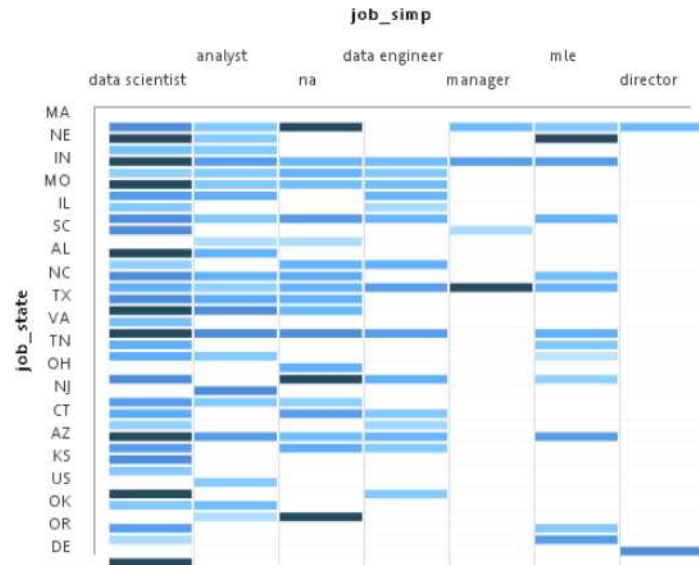 job_simp
analyst data engineer mle
data scientist na manager director
MA
NE
IN
MO
IL
SC
AL
NC
TX
VA
TN
OH
NJ
CT
AZ
KS
US
OK
OR
DE
job_state